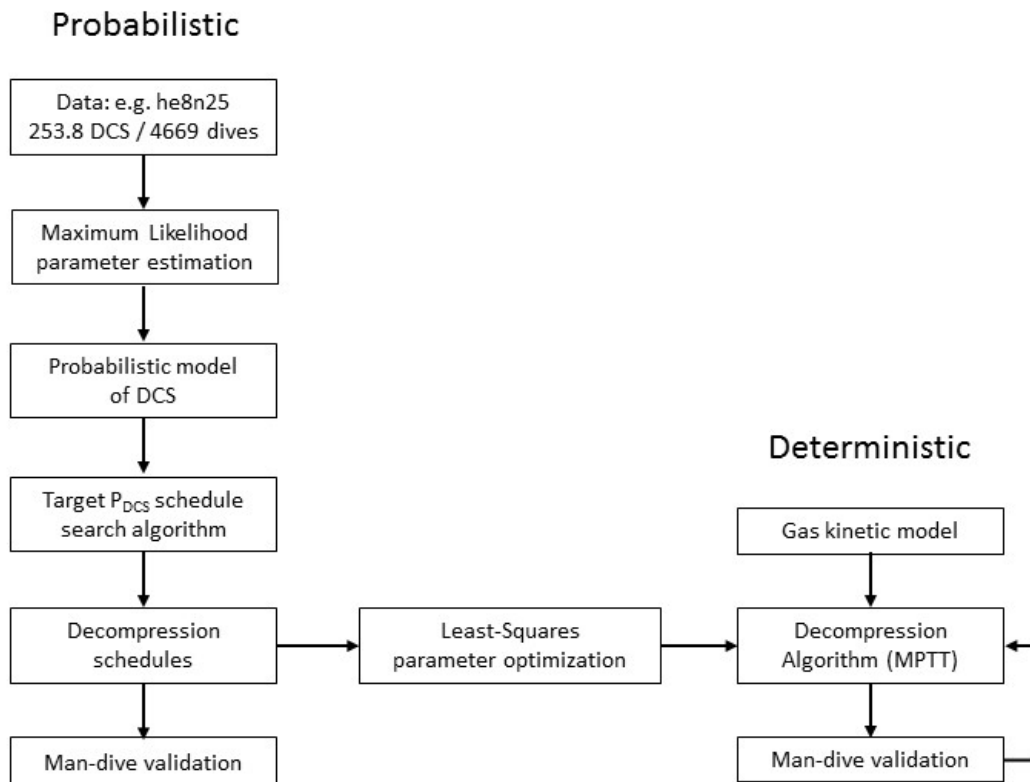 Probabilistic
Data: e.g. he8n25
253.8 DCS / 4669 dives
Maximum Likelihood
parameter estimation
Probabilistic model
of DCS
Target PDCS schedule
search algorithm
Decompression
schedules
Man-dive validation
Least-Squares
parameter optimization
Deterministic
Gas kinetic model
Decompression
Algorithm (MPTT)
Man-dive validation